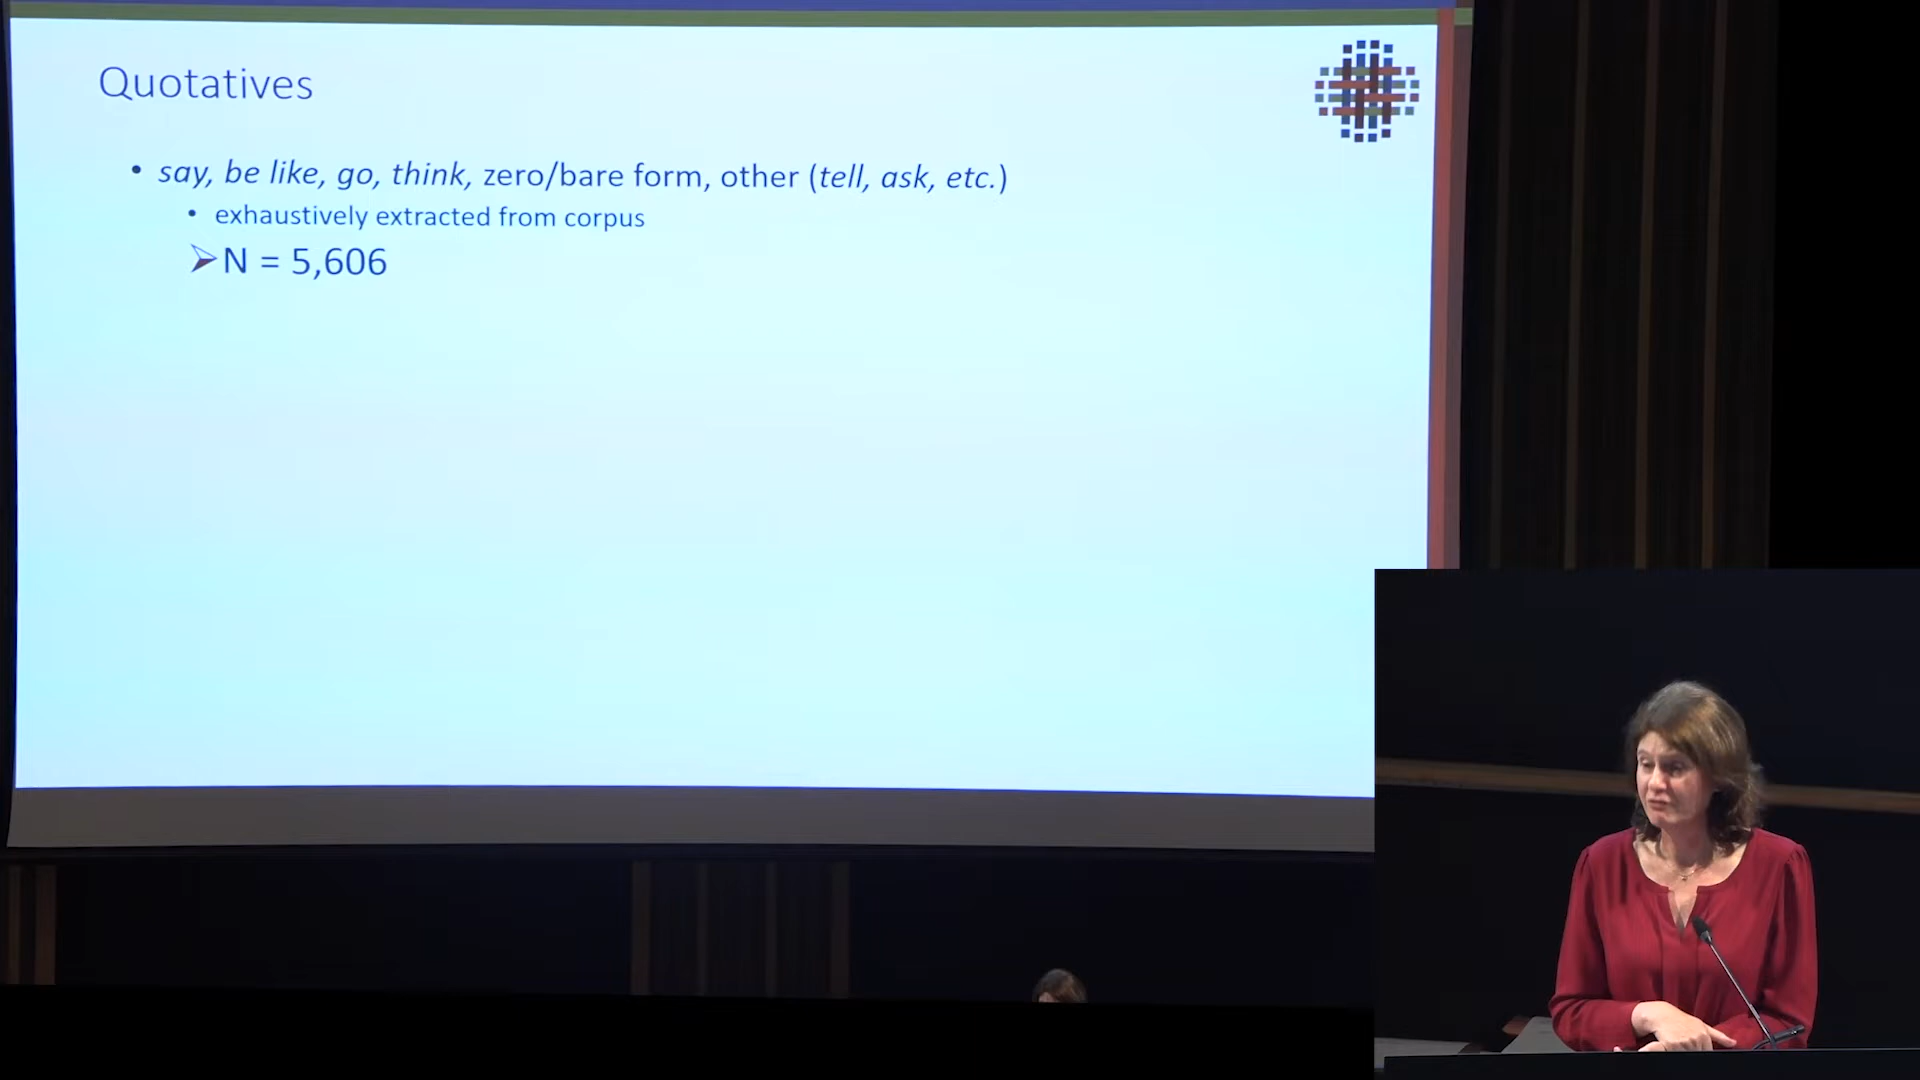 Quotatives
• say, be like, go, think, zero/bare form, other (tell, ask, etc.)
• exhaustively extracted from corpus
➢N = 5,606